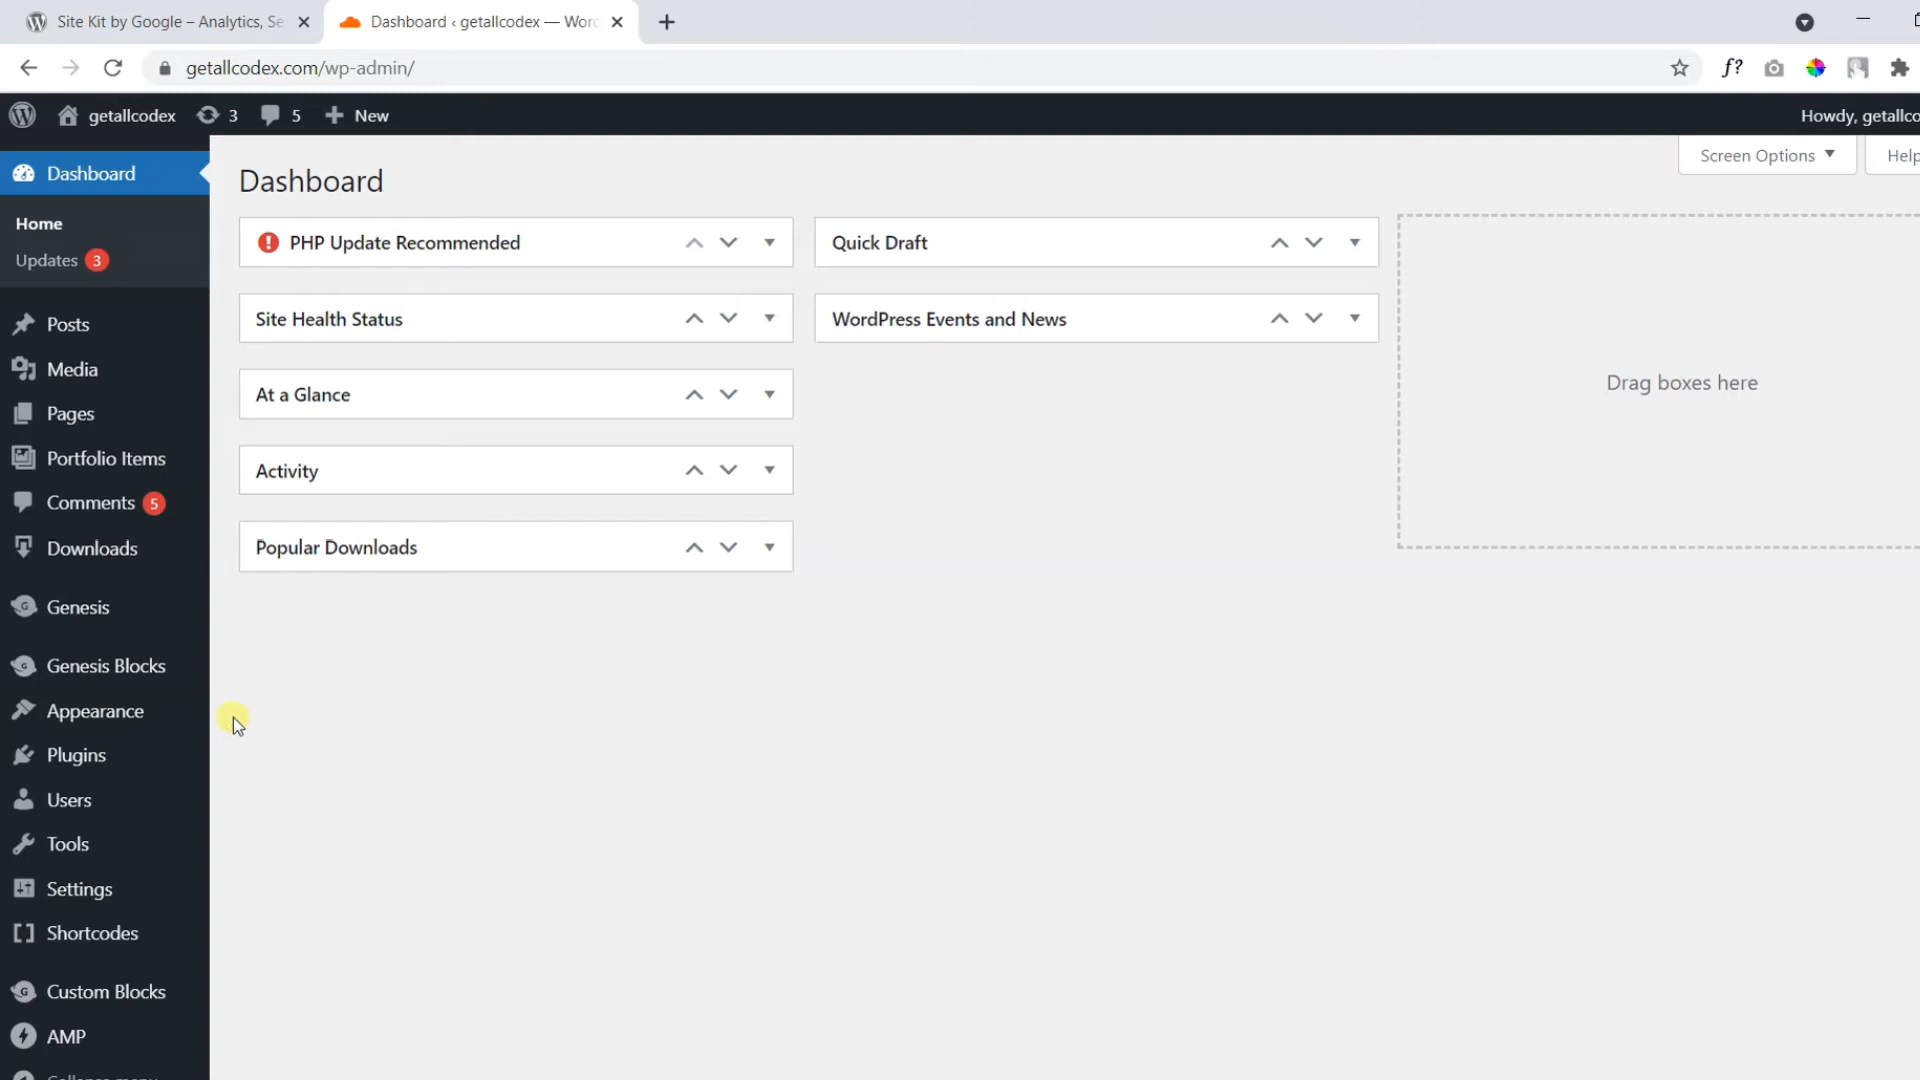 Site Kit by Google – Analytics, Se
Dashboard ‹ getallcodex — Wor
getallcodex.com/wp-admin/
f?
getallcodex 3 5 New
Howdy, getallco
Screen Options
Help
Dashboard
Home
Updates 3
Posts
Media
Pages
Portfolio Items
Comments 5
Downloads
Genesis
Genesis Blocks
Appearance
Plugins
Users
Tools
Settings
Shortcodes
Custom Blocks
AMP
Dashboard
PHP Update Recommended
Site Health Status
At a Glance
Activity
Popular Downloads
Quick Draft
WordPress Events and News
Drag boxes here